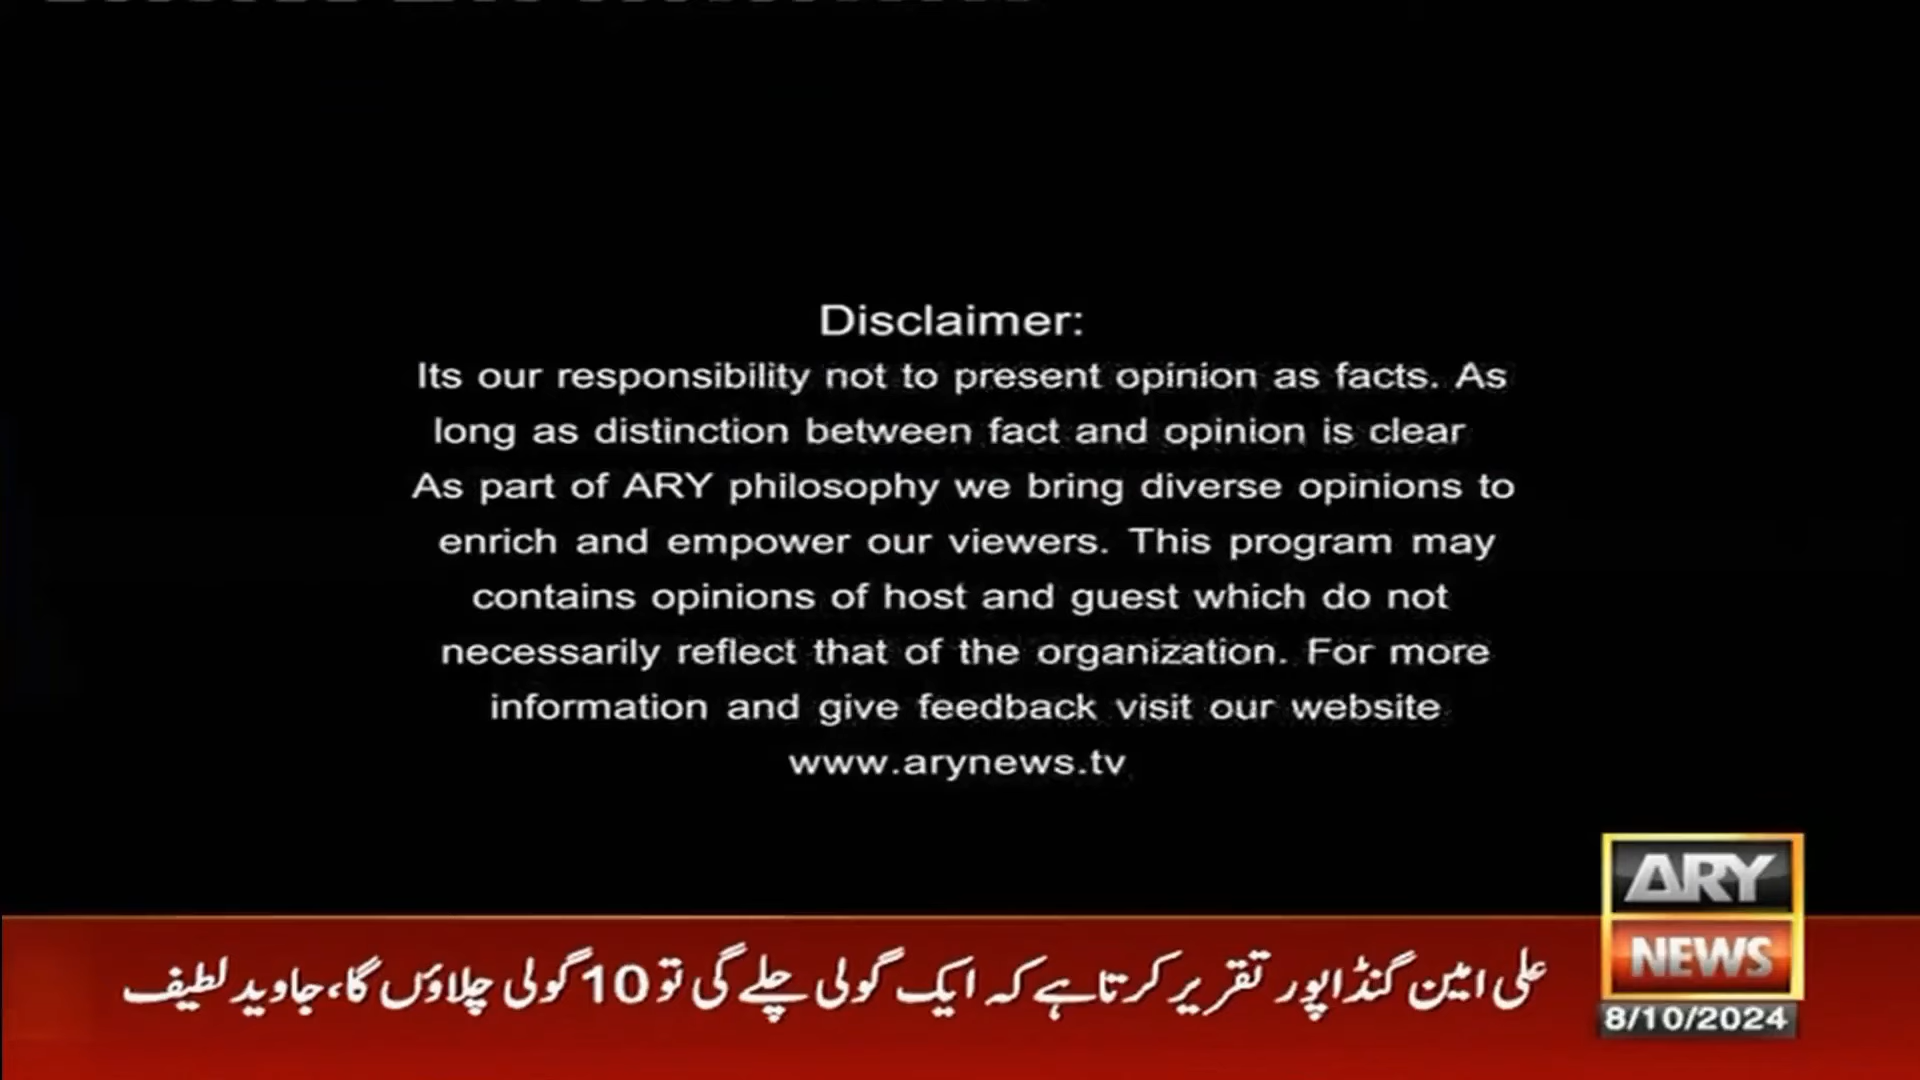 Disclaimer:
Its our responsibility not to present opinion as facts. As
long as distinction between fact and opinion is clear
As part of ARY philosophy we bring diverse opinions to
enrich and empower our viewers. This program may
contains opinions of host and guest which do not
necessarily reflect that of the organization. For more
information and give feedback visit our website
www.arynews.tv
ARY
NEWS
علی امین گنڈاپور تقریر کرتا ہے کہ ایک گولی چلے گی تو 10 گولی چلاؤں گا، جاوید لطیف
8/10/2024